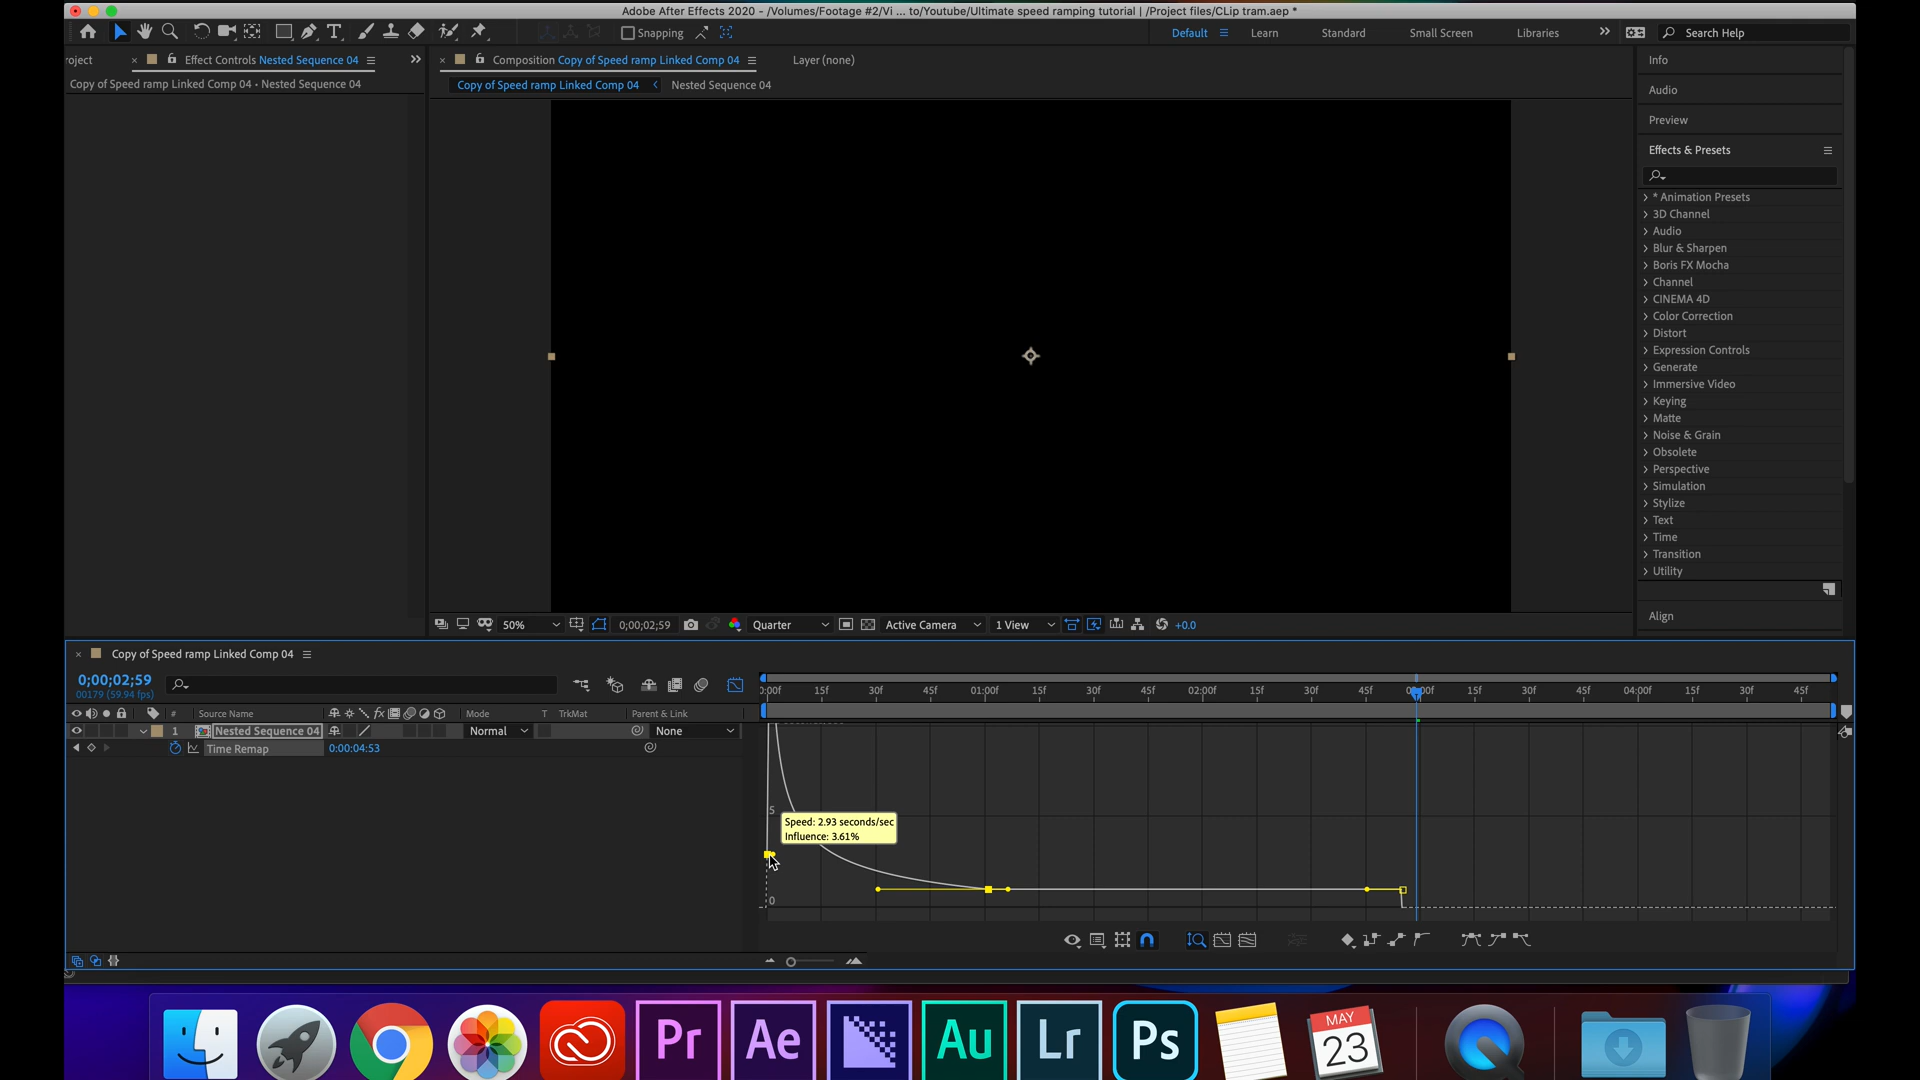 Adobe After Effects 2020 - /Volumes/Footage #2/Vi ... to/Youtube/Ultimate speed ramping tutorial | /Project files/CLip tram.aep *
Snapping
Default
Learn
Standard
Small Screen
Libraries
Search Help
roject
Effect Controls Nested Sequence 04
Composition Copy of Speed ramp Linked Comp 04
Layer (none)
Copy of Speed ramp Linked Comp 04 • Nested Sequence 04
Copy of Speed ramp Linked Comp 04
Nested Sequence 04
Info
Audio
Preview
Effects & Presets
* Animation Presets
3D Channel
Audio
Blur & Sharpen
Boris FX Mocha
Channel
CINEMA 4D
Color Correction
Distort
Expression Controls
Generate
Immersive Video
Keying
Matte
Noise & Grain
Obsolete
Perspective
Simulation
Stylize
Text
Time
Transition
Utility
Align
50%
0;00;02;59
Quarter
Active Camera
1 View
+0.0
Copy of Speed ramp Linked Comp 04
0;00;02;59
00179 (59.94 fps)
# Source Name
Mode
T TrkMat
Parent & Link
1 Nested Sequence 04
Normal
None
Time Remap
0:00:04:53
15f 30f 45f 01:00f 15f 30f 45f 02:00f 15f 30f 45f 15f 30f 45f 04:00f 15f 30f 45f
5
Speed: 2.93 seconds/sec
Influence: 3.61%
0
Pr
Ae
Au
Lr
Ps
MAY
23